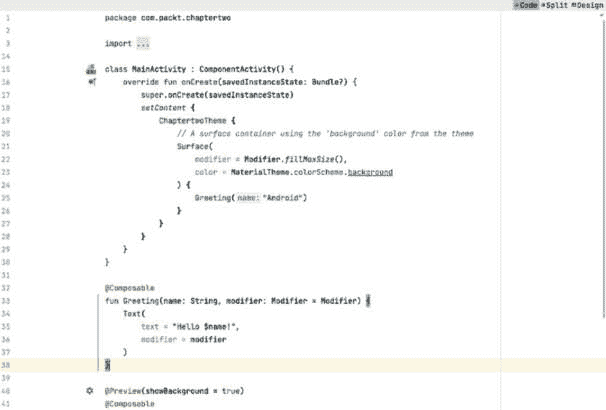 Code Split Design
1 package com.packt.chaptertwo
2
3 import ...
14
15 class MainActivity : ComponentActivity() {
16 override fun onCreate(savedInstanceState: Bundle?) {
17 super.onCreate(savedInstanceState)
18 setContent {
19 ChaptertwoTheme {
20 // A surface container using the 'background' color from the theme
21 Surface(
22 modifier = Modifier.fillMaxSize(),
23 color = MaterialTheme.colorScheme.background
24 ) {
25 Greeting( name: "Android")
26 }
27 }
28 }
29 }
30 }
31
32 @Composable
33 fun Greeting(name: String, modifier: Modifier = Modifier) {
34 Text(
35 text = "Hello $name!",
36 modifier = modifier
37 )
38 }
39
40 @Preview(showBackground = true)
41 @Composable